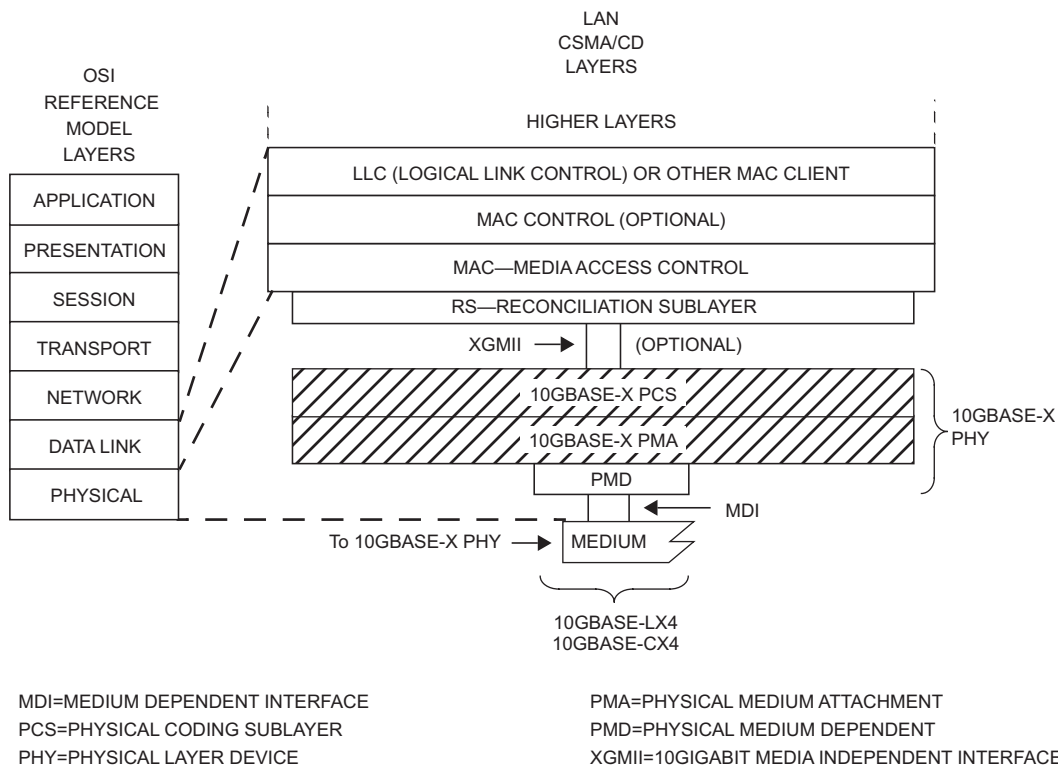 LAN
CSMA/CD
LAYERS
OSI
REFERENCE
MODEL
LAYERS
HIGHER LAYERS
LLC (LOGICAL LINK CONTROL) OR OTHER MAC CLIENT
APPLICATION
MAC CONTROL (OPTIONAL)
PRESENTATION
MAC—MEDIA ACCESS CONTROL
SESSION
RS—RECONCILIATION SUBLAYER
TRANSPORT
XGMII
(OPTIONAL)
NETWORK
10GBASE-X PCS
10GBASE-X
PHY
DATA LINK
10GBASE-X PMA
PHYSICAL
PMD
MDI
To 10GBASE-X PHY
MEDIUM
10GBASE-LX4
10GBASE-CX4
MDI=MEDIUM DEPENDENT INTERFACE
PCS=PHYSICAL CODING SUBLAYER
PHY=PHYSICAL LAYER DEVICE
PMA=PHYSICAL MEDIUM ATTACHMENT
PMD=PHYSICAL MEDIUM DEPENDENT
XGMII=10GIGABIT MEDIA INDEPENDENT INTERFACE